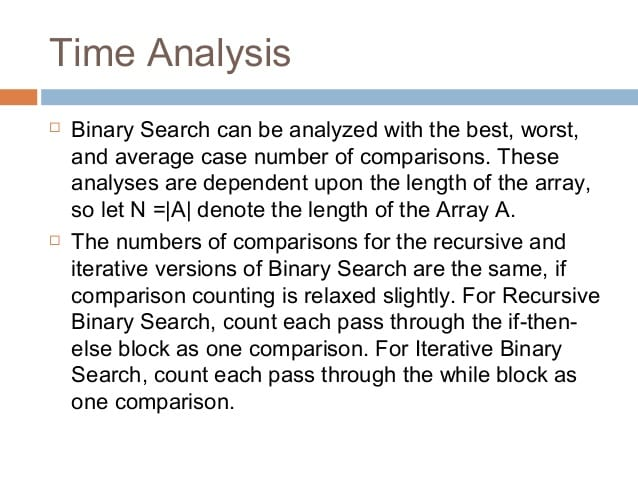 Time Analysis
Binary Search can be analyzed with the best, worst,
and average case number of comparisons. These
analyses are dependent upon the length of the array,
so let N =|A| denote the length of the Array A.
The numbers of comparisons for the recursive and
iterative versions of Binary Search are the same, if
comparison counting is relaxed slightly. For Recursive
Binary Search, count each pass through the if-then-
else block as one comparison. For Iterative Binary
Search, count each pass through the while block as
one comparison.